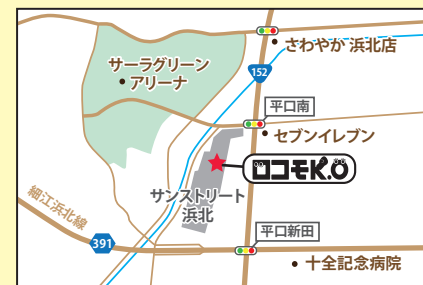 さわやか 浜北店
サーラグリーン
アリーナ
152
平口南
セブンイレブン
ロコモK.O
サンストリート
浜北
細江浜北線
平口新田
391
十全記念病院